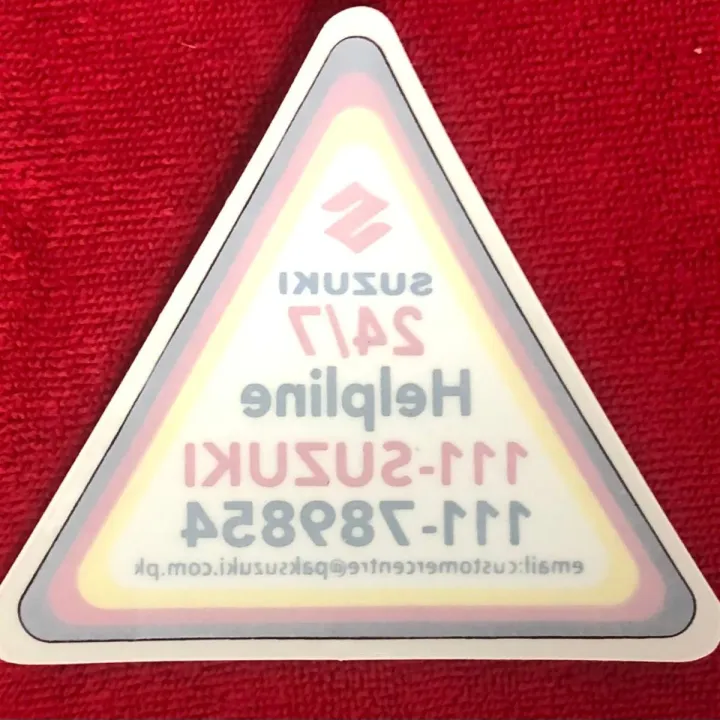 SUZUKI
24/7
Helpline
111-SUZUKI
111-789854
email:customercentre@paksuzuki.com.pk